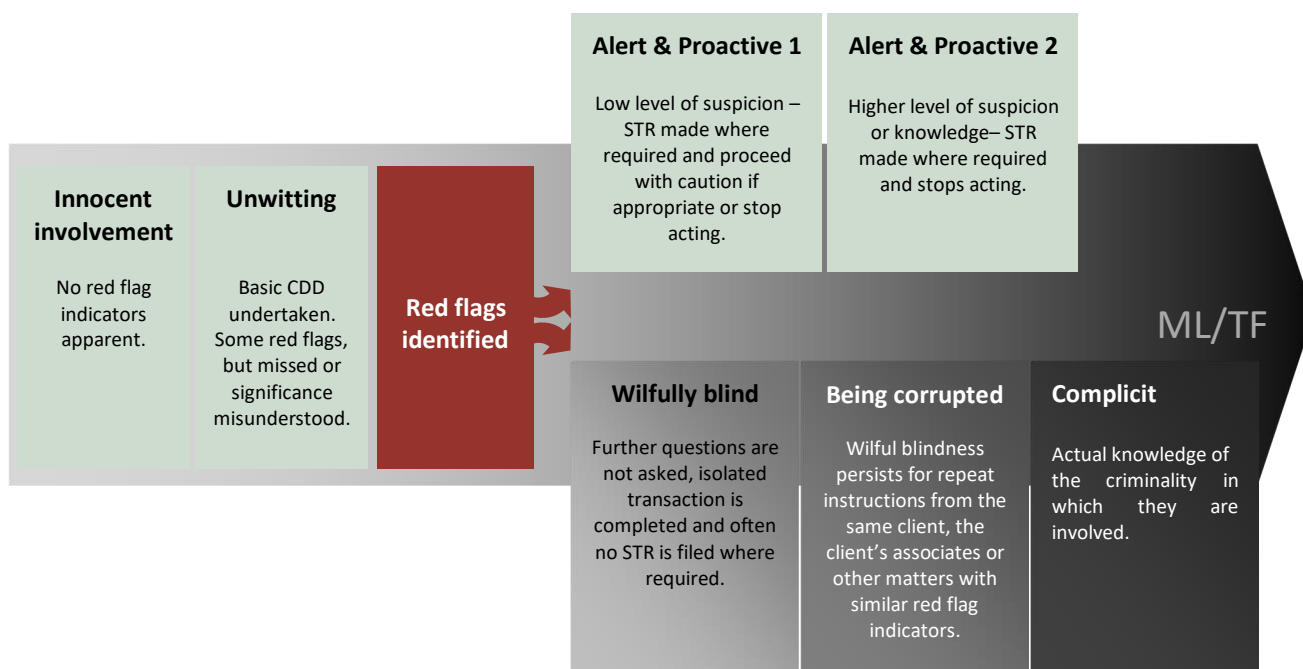 Alert & Proactive 1
Low level of suspicion –
STR made where
required and proceed
with caution if
appropriate or stop
acting.
Alert & Proactive 2
Higher level of suspicion
or knowledge– STR
made where required
and stops acting.
Innocent
involvement
No red flag
indicators
apparent.
Unwitting
Basic CDD
undertaken.
Some red flags,
but missed or
significance
misunderstood.
Red flags
identified
ML/TF
Wilfully blind
Further questions are
not asked, isolated
transaction is
completed and often
no STR is filed where
required.
Being corrupted
Wilful blindness
persists for repeat
instructions from the
same client, the
client’s associates or
other matters with
similar red flag
indicators.
Complicit
Actual knowledge of
the criminality in
which they are
involved.